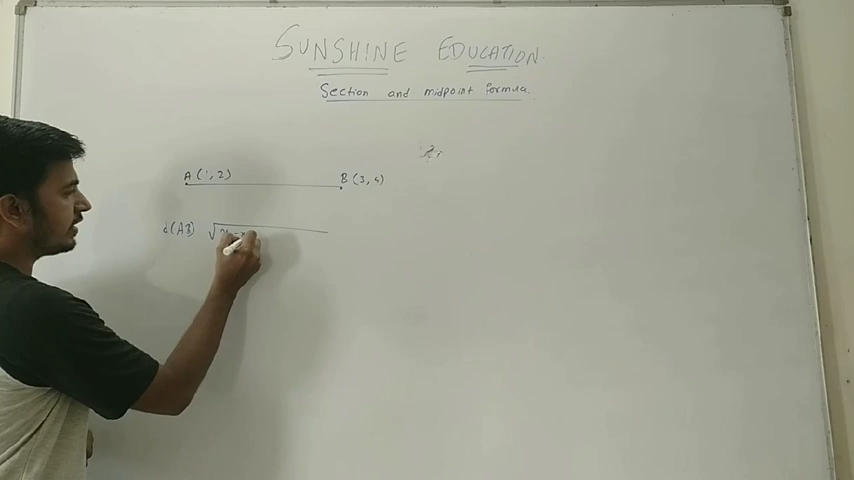 SUNSHINE EDUCATION.
Section and midpoint formula.
A (1, 2) B (3, 4)
d(AB) √